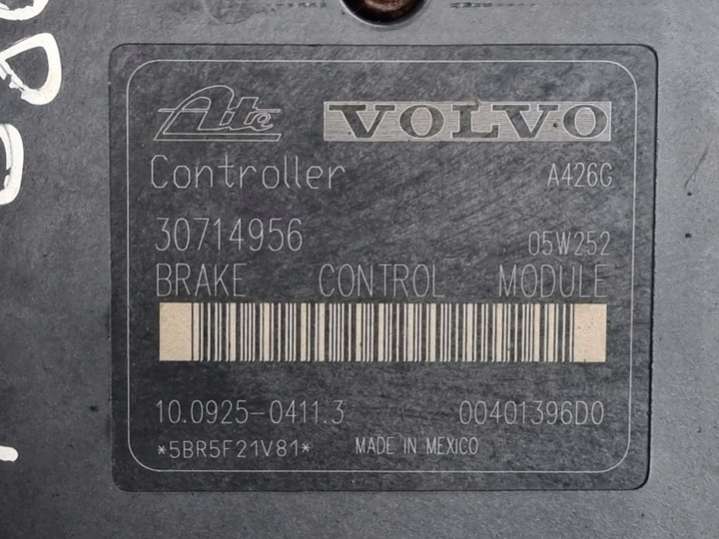 Ate VOLVO
Controller A426G
30714956 05W252
BRAKE CONTROL MODULE
10.0925-0411.3 00401396D0
*5BR5F21V81* MADE IN MEXICO